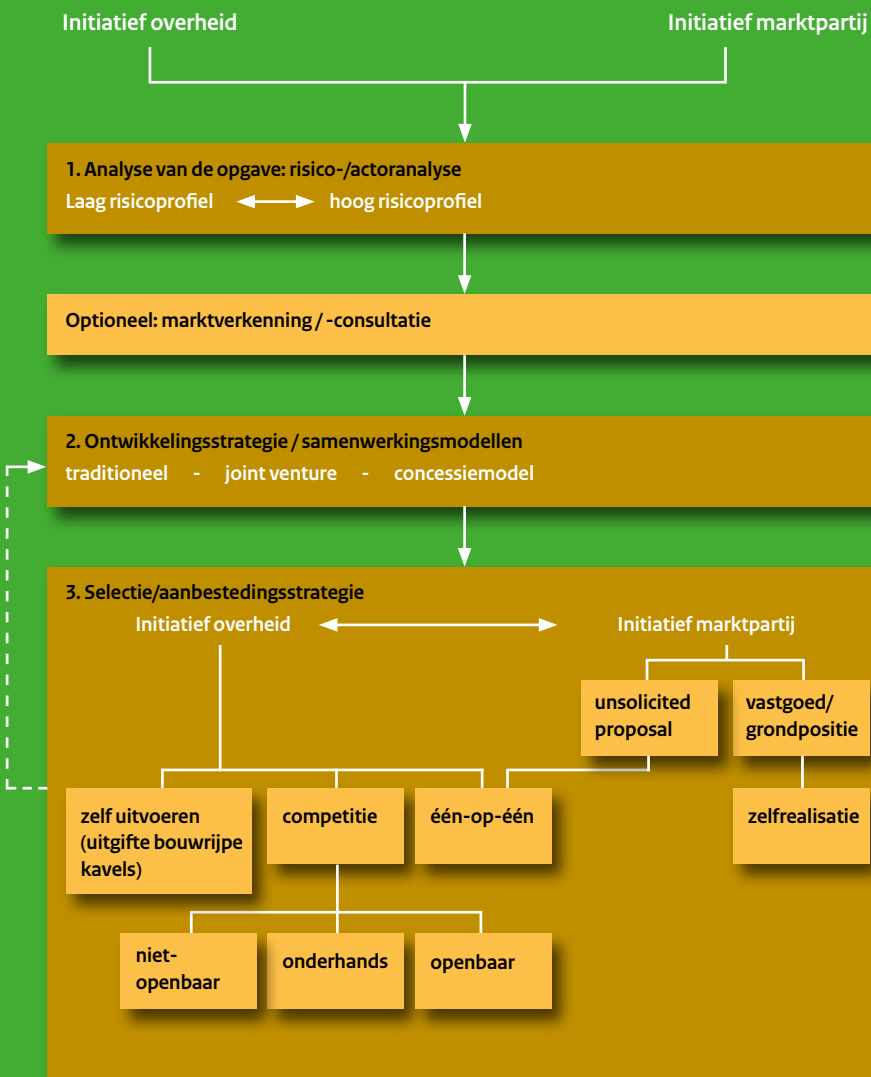 Initiatief overheid
Initiatief marktpartij
1. Analyse van de opgave: risico-/actoranalyse
Laag risicoprofiel hoog risicoprofiel
Optioneel: marktverkenning / -consultatie
2. Ontwikkelingsstrategie / samenwerkingsmodellen
traditioneel - joint venture - concessiemodel
3. Selectie/aanbestedingsstrategie
Initiatief overheid
Initiatief marktpartij
unsolicited
proposal
vastgoed/
grondpositie
zelf uitvoeren
(uitgifte bouwrijpe
kavels)
competitie
één-op-één
zelfrealisatie
niet-
openbaar
onderhands
openbaar